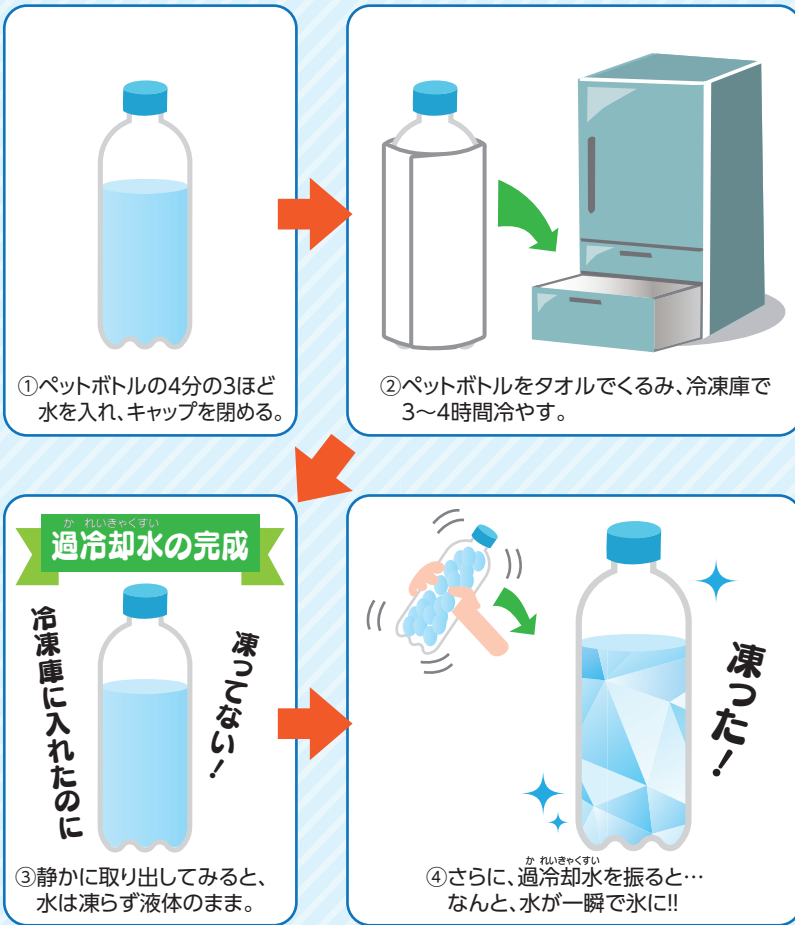 ①ペットボトルの4分の3ほど
水を入れ、キャップを閉める。
②ペットボトルをタオルでくるみ、冷凍庫で
3〜4時間冷やす。
かれいきゃくすい
過冷却水の完成
冷凍庫に入れたのに
凍ってない!
③静かに取り出してみると、
水は凍らず液体のまま。
凍った!
かれいきゃくすい
④さらに、過冷却水を振ると…
なんと、水が一瞬で氷に!!